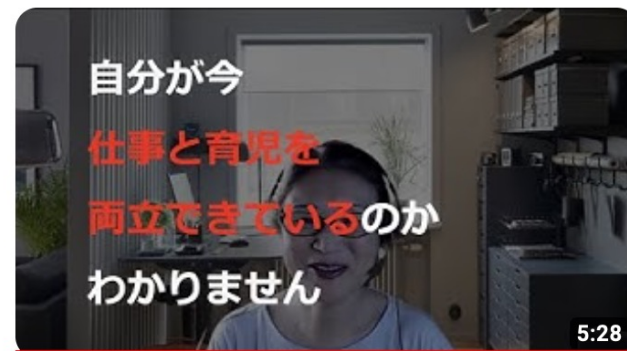 自分が今
仕事と育児を
両立できているのか
わかりません
5:28